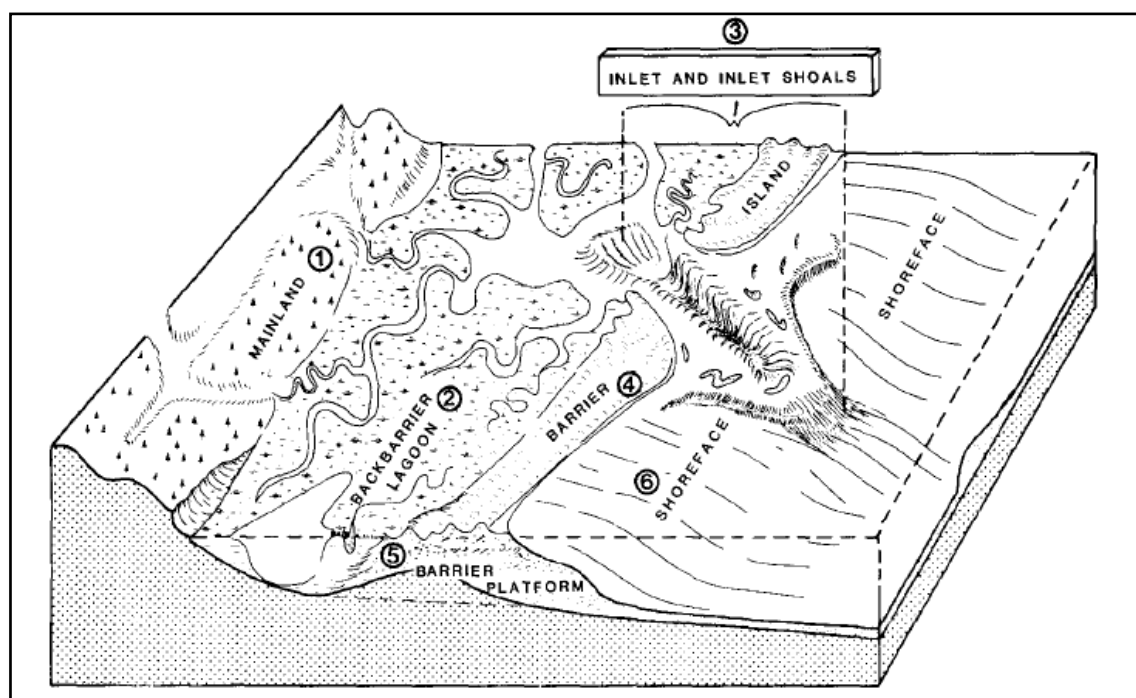 ③
INLET AND INLET SHOALS
ISLAND
SHOREFACE
① MAINLAND
② BACKBARRIER
LAGOON
④ BARRIER
⑥ SHOREFACE
⑤ BARRIER
PLATFORM